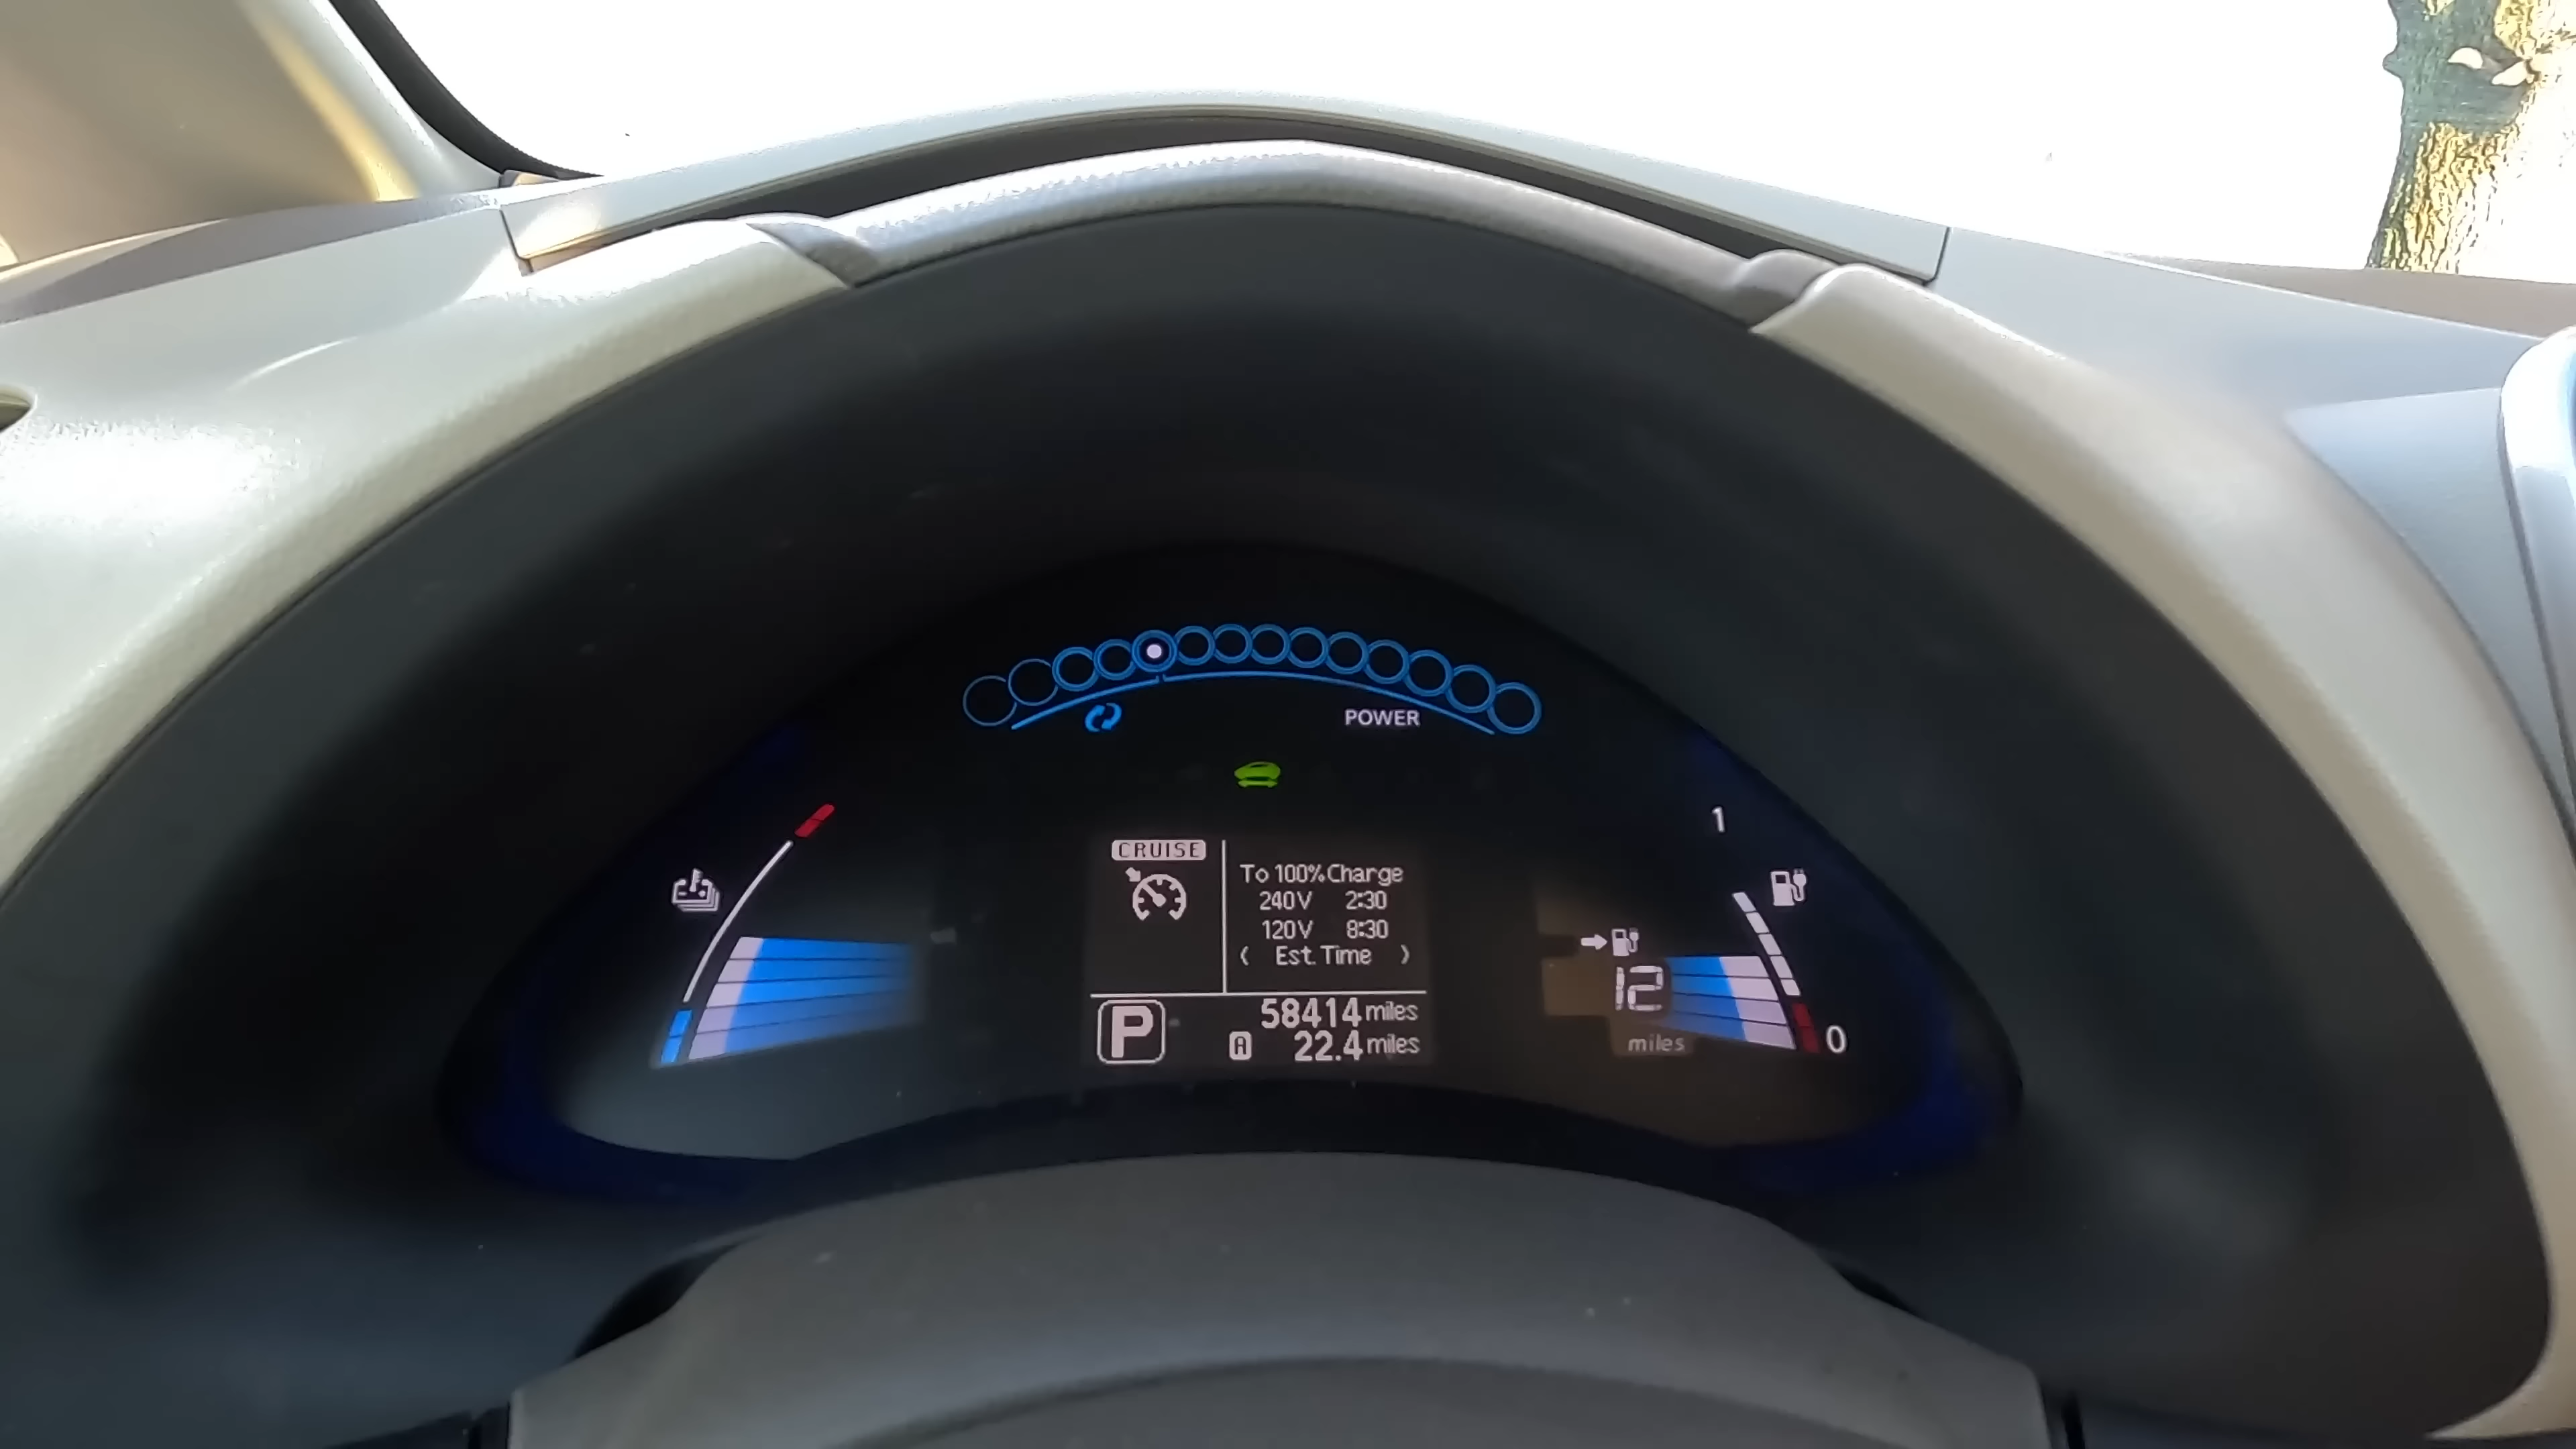 POWER
1
CRUISE
To 100% Charge
240V 2:30
120V 8:30
‹ Est. Time ›
12
miles
0
P
58414 miles
A 22.4 miles